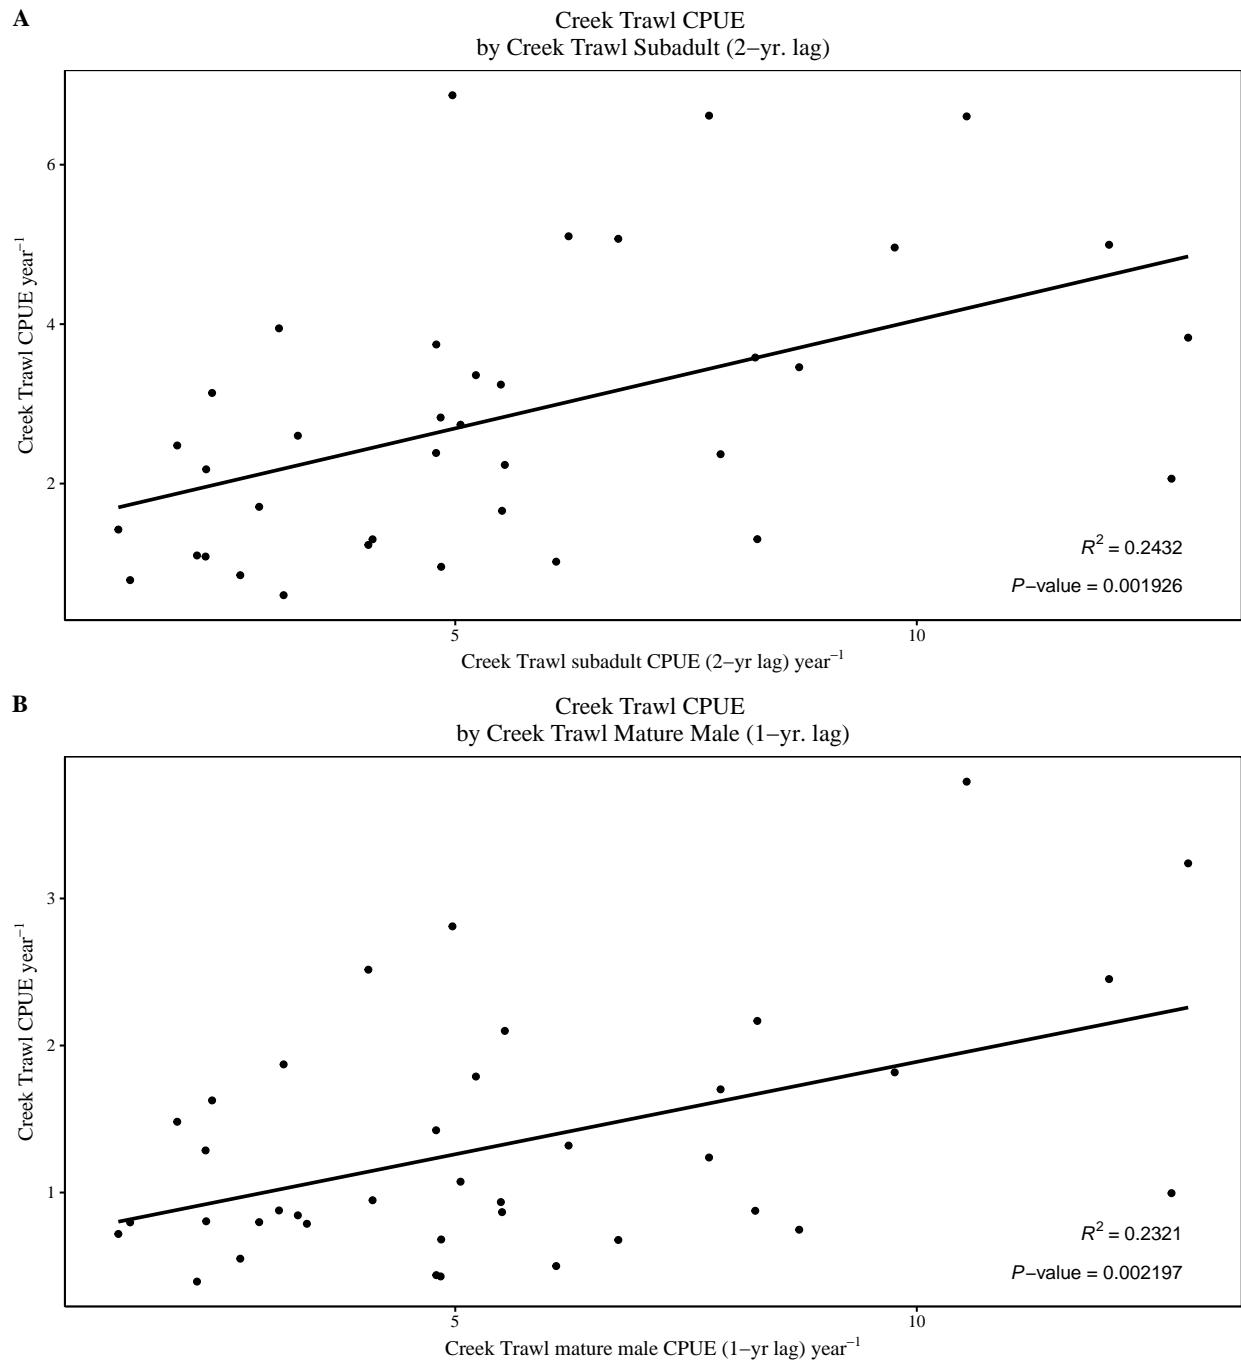 A
Creek Trawl CPUE
by Creek Trawl Subadult (2−yr. lag)
Creek Trawl CPUE year⁻¹
6
4
2
R² = 0.2432
P−value = 0.001926
5 10
Creek Trawl subadult CPUE (2−yr lag) year⁻¹
B
Creek Trawl CPUE
by Creek Trawl Mature Male (1−yr. lag)
Creek Trawl CPUE year⁻¹
3
2
1
R² = 0.2321
P−value = 0.002197
5 10
Creek Trawl mature male CPUE (1−yr lag) year⁻¹